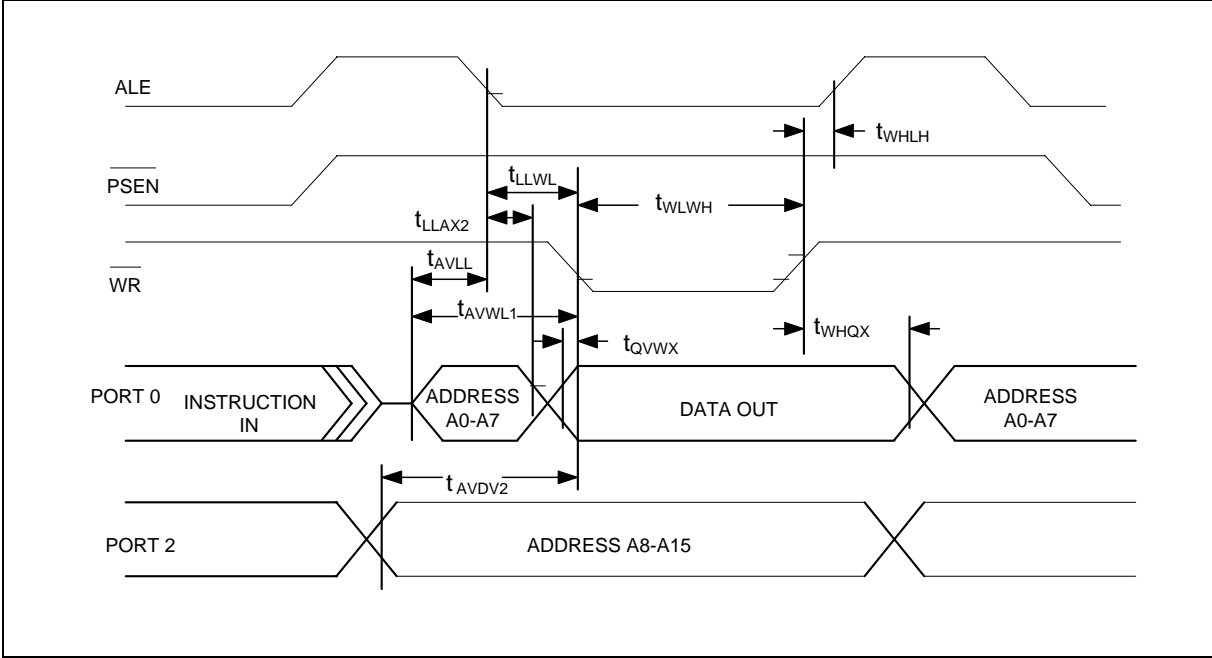 ALE
tWHLH
PSEN
tLLWL
tWLWH
tLLAX2
tAVLL
WR
tAVWL1
tWHQX
tQVWX
PORT 0
INSTRUCTION
IN
ADDRESS
A0-A7
DATA OUT
ADDRESS
A0-A7
tAVDV2
PORT 2
ADDRESS A8-A15